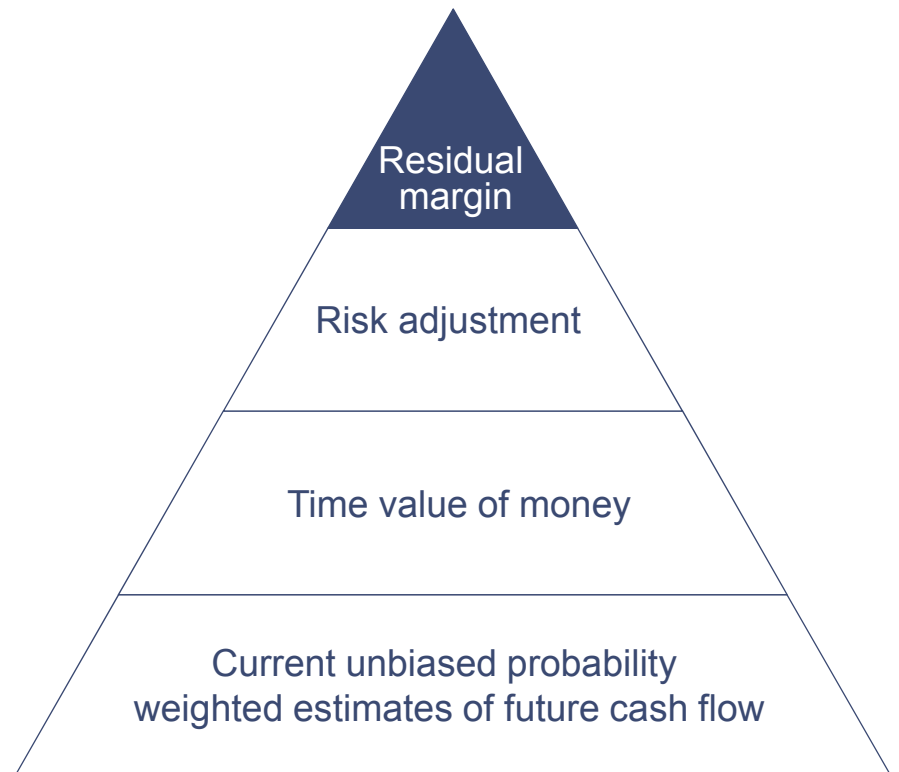 Residual
margin
Risk adjustment
Time value of money
Current unbiased probability
weighted estimates of future cash flow